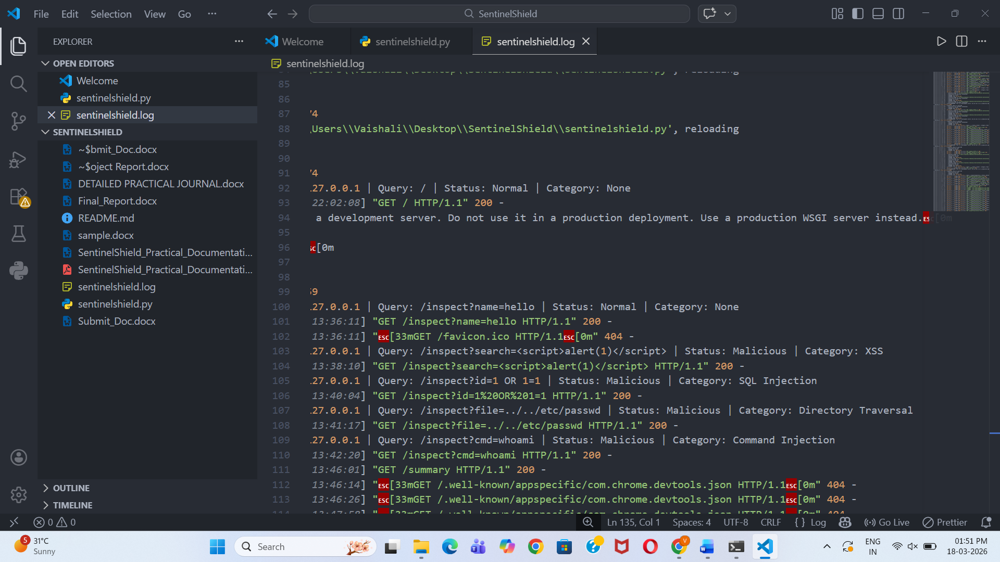 File Edit Selection View Go ···
SentinelShield
EXPLORER
Welcome
sentinelshield.py
sentinelshield.log
OPEN EDITORS
Welcome
sentinelshield.py
sentinelshield.log
SENTINELSHIELD
~$bmit_Doc.docx
~$oject Report.docx
DETAILED PRACTICAL JOURNAL.docx
Final_Report.docx
README.md
sample.docx
SentinelShield_Practical_Documentati...
SentinelShield_Practical_Documentati...
sentinelshield.log
sentinelshield.py
Submit_Doc.docx
OUTLINE
TIMELINE
sentinelshield.log
\Users\\Vaishali\\Desktop\\SentinelShield\\sentinelshield.py', reloading
85
86
87 '4
88 \Users\\Vaishali\\Desktop\\SentinelShield\\sentinelshield.py', reloading
89
90
91 '4
92 .27.0.0.1 | Query: / | Status: Normal | Category: None
93 22:02:08] "GET / HTTP/1.1" 200 -
94 a development server. Do not use it in a production deployment. Use a production WSGI server instead.ESC[0m
95
96 ESC[0m
97
98
99 9
100 .27.0.0.1 | Query: /inspect?name=hello | Status: Normal | Category: None
101 13:36:11] "GET /inspect?name=hello HTTP/1.1" 200 -
102 13:36:11] "ESC[33mGET /favicon.ico HTTP/1.1ESC[0m" 404 -
103 .27.0.0.1 | Query: /inspect?search=<script>alert(1)</script> | Status: Malicious | Category: XSS
104 13:38:10] "GET /inspect?search=<script>alert(1)</script> HTTP/1.1" 200 -
105 .27.0.0.1 | Query: /inspect?id=1 OR 1=1 | Status: Malicious | Category: SQL Injection
106 13:40:04] "GET /inspect?id=1%20OR%201=1 HTTP/1.1" 200 -
107 .27.0.0.1 | Query: /inspect?file=../../etc/passwd | Status: Malicious | Category: Directory Traversal
108 13:41:17] "GET /inspect?file=../../etc/passwd HTTP/1.1" 200 -
109 .27.0.0.1 | Query: /inspect?cmd=whoami | Status: Malicious | Category: Command Injection
110 13:42:20] "GET /inspect?cmd=whoami HTTP/1.1" 200 -
111 13:46:01] "GET /summary HTTP/1.1" 200 -
112 13:46:14] "ESC[33mGET /.well-known/appspecific/com.chrome.devtools.json HTTP/1.1ESC[0m" 404 -
113 13:46:26] "ESC[33mGET /.well-known/appspecific/com.chrome.devtools.json HTTP/1.1ESC[0m" 404 -
0 0
Ln 135, Col 1 Spaces: 4 UTF-8 CRLF { } Log Go Live Prettier
5
31°C
Sunny
Search
ENG
IN
01:51 PM
18-03-2026